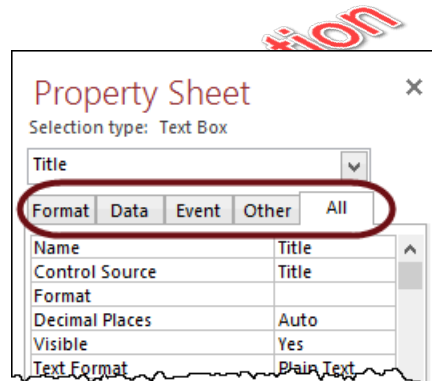 Property Sheet
Selection type: Text Box
Title
Format Data Event Other All
Name Title
Control Source Title
Format
Decimal Places Auto
Visible Yes
Text Format Plain Text